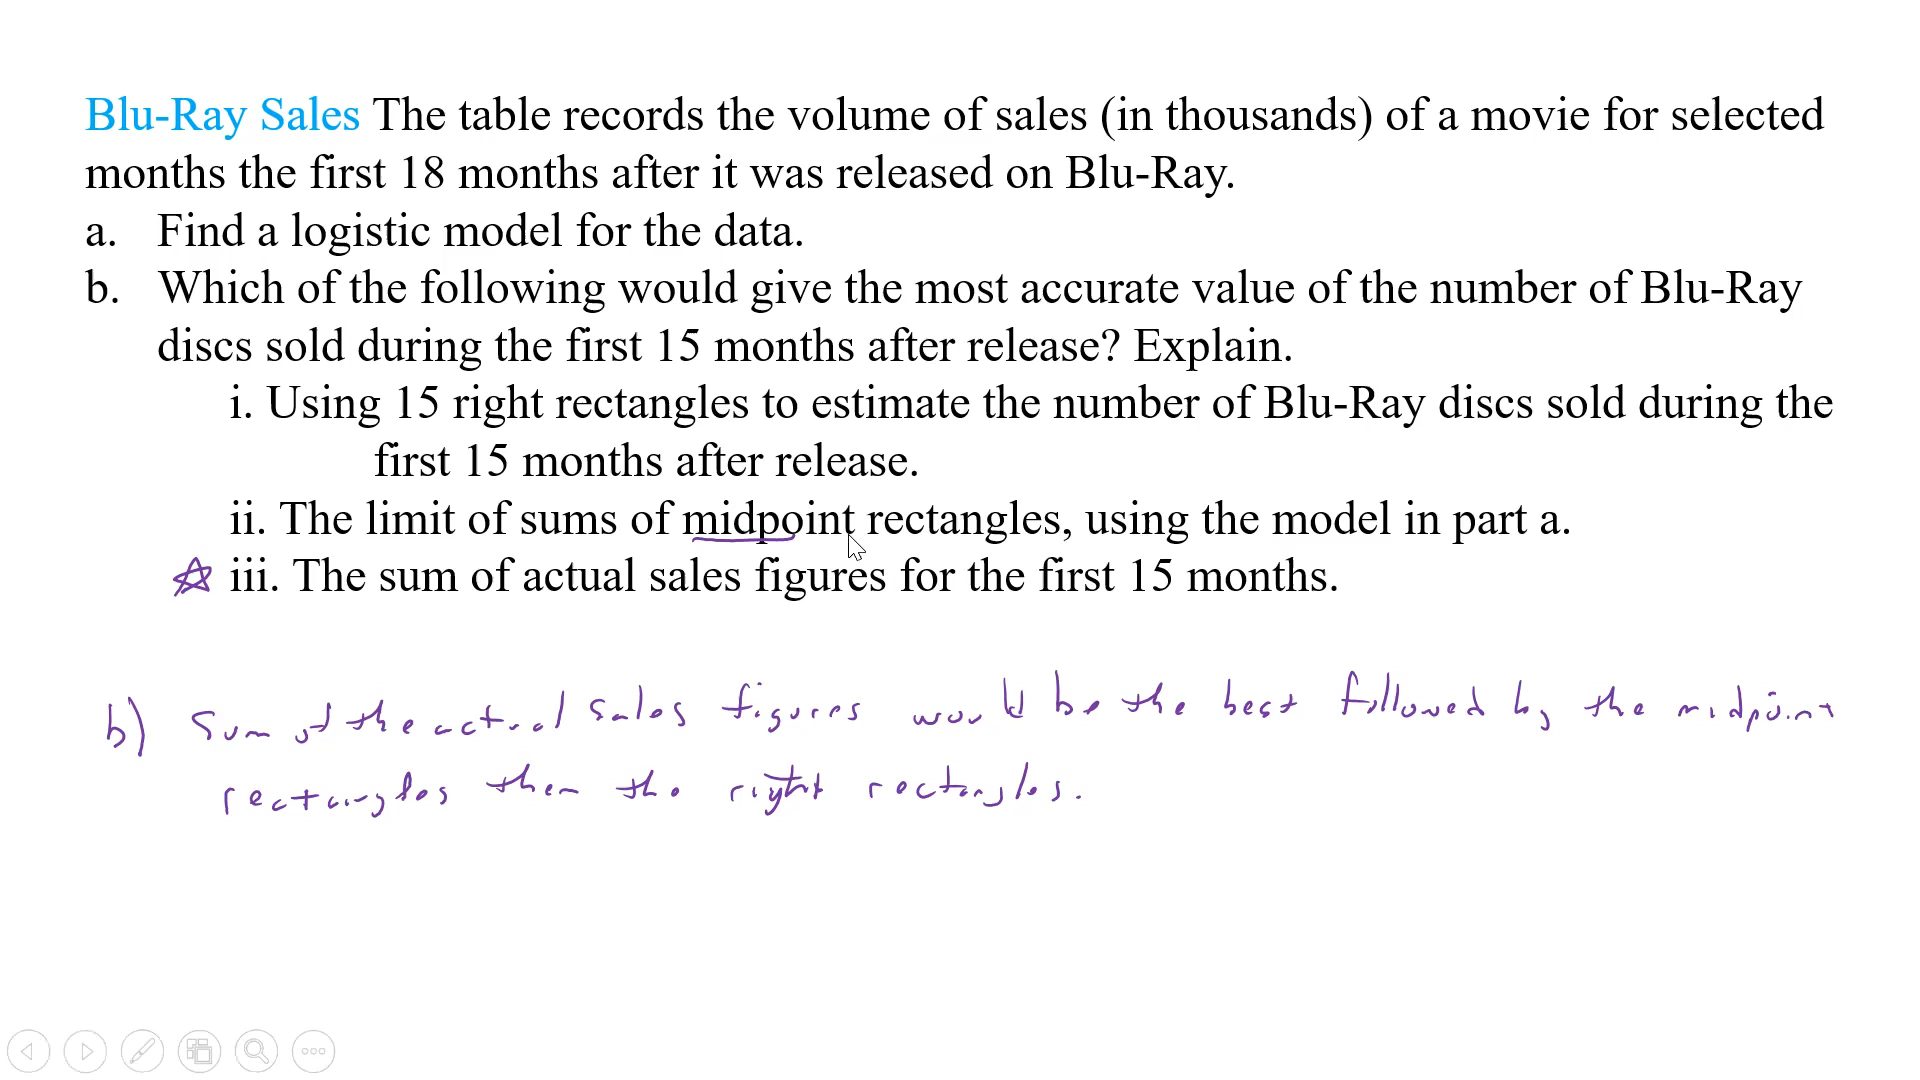 Blu-Ray Sales The table records the volume of sales (in thousands) of a movie for selected
months the first 18 months after it was released on Blu-Ray.
a. Find a logistic model for the data.
b. Which of the following would give the most accurate value of the number of Blu-Ray
discs sold during the first 15 months after release? Explain.
i. Using 15 right rectangles to estimate the number of Blu-Ray discs sold during the
first 15 months after release.
ii. The limit of sums of midpoint rectangles, using the model in part a.
iii. The sum of actual sales figures for the first 15 months.
b) Sum of the actual sales figures would be the best followed by the midpoint
rectangles then the right rectangles.